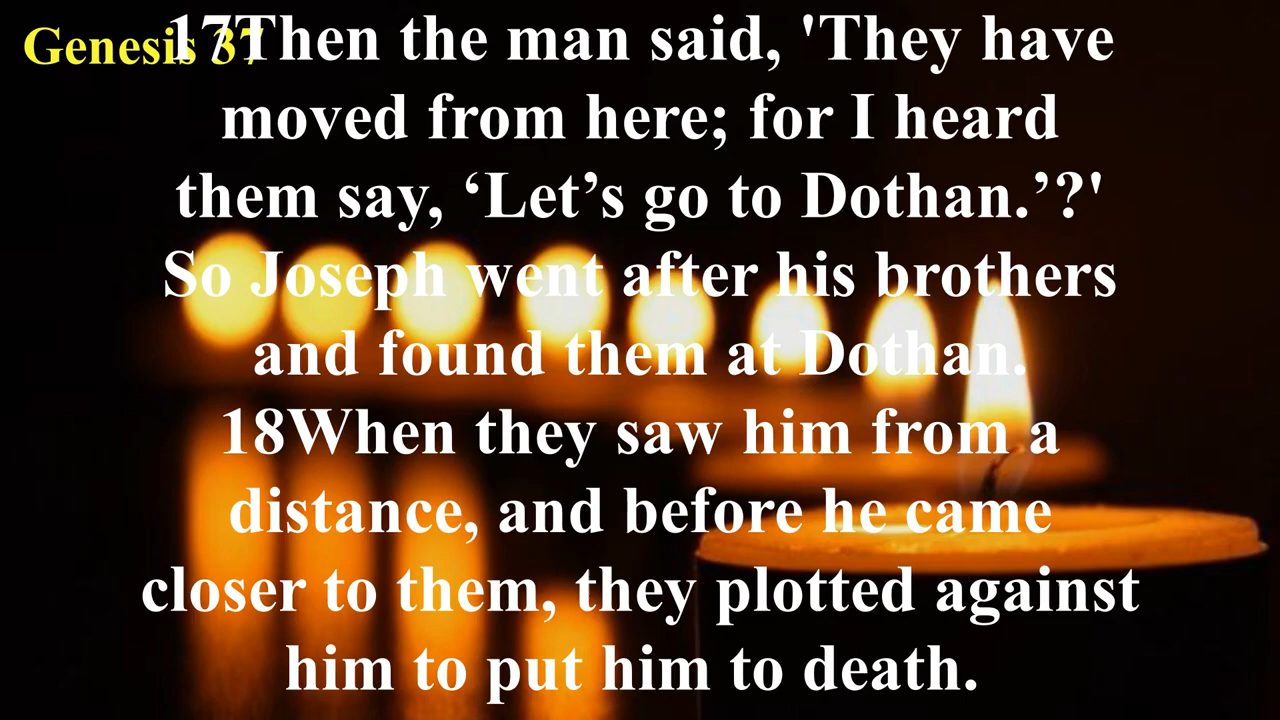 Genesis 37
17Then the man said, 'They have
moved from here; for I heard
them say, ‘Let’s go to Dothan.’?'
So Joseph went after his brothers
and found them at Dothan.
18When they saw him from a
distance, and before he came
closer to them, they plotted against
him to put him to death.